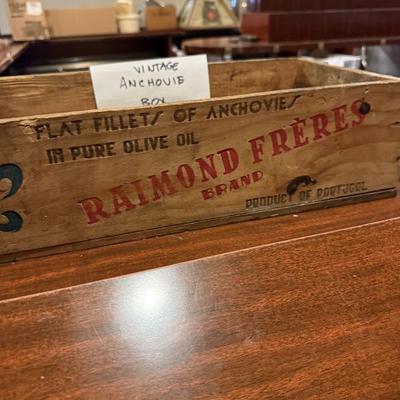 VINTAGE
ANCHOVIE
BOX
FLAT FILLETS OF ANCHOVIES
IN PURE OLIVE OIL
RAIMOND FRÈRES
BRAND
PRODUCT OF PORTUGAL